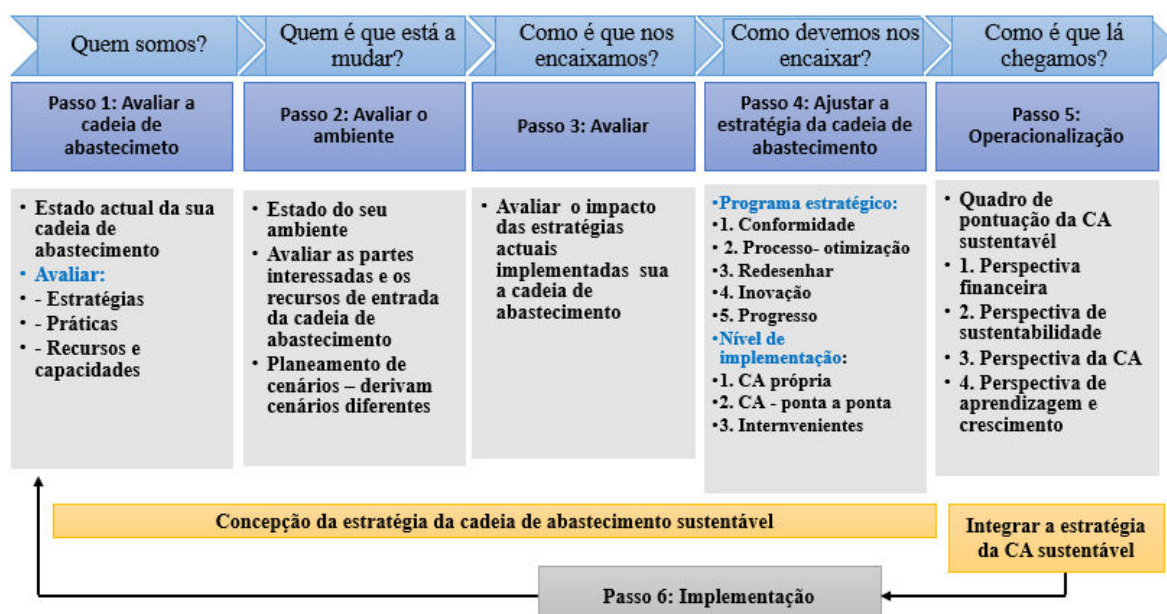 Quem somos?
Quem é que está a
mudar?
Como é que nos
encaixamos?
Como devemos nos
encaixar?
Como é que lá
chegamos?
Passo 1: Avaliar a
cadeia de
abastecimeto
Passo 2: Avaliar o
ambiente
Passo 3: Avaliar
Passo 4: Ajustar a
estratégia da cadeia de
abastecimento
Passo 5:
Operacionalização
• Estado actual da sua
cadeia de
abastecimento
• Avaliar:
• - Estratégias
• - Práticas
• - Recursos e
capacidades
• Estado do seu
ambiente
• Avaliar as partes
interessadas e os
recursos de entrada
da cadeia de
abastecimento
• Planeamento de
cenários – derivam
cenários diferentes
• Avaliar o impacto
das estratégias
actuais
implementadas sua
a cadeia de
abastecimento
•Programa estratégico:
•1. Conformidade
• 2. Processo- otimização
•3. Redesenhar
•4. Inovação
•5. Progresso
•Nível de
implementação:
•1. CA própria
•2. CA - ponta a ponta
•3. Internvenientes
• Quadro de
pontuação da CA
sustentavél
• 1. Perspectiva
financeira
• 2. Perspectiva de
sustentabilidade
• 3. Perspectiva da CA
• 4. Perspectiva de
aprendizagem e
crescimento
Concepção da estratégia da cadeia de abastecimento sustentável
Integrar a estratégia
da CA sustentável
Passo 6: Implementação